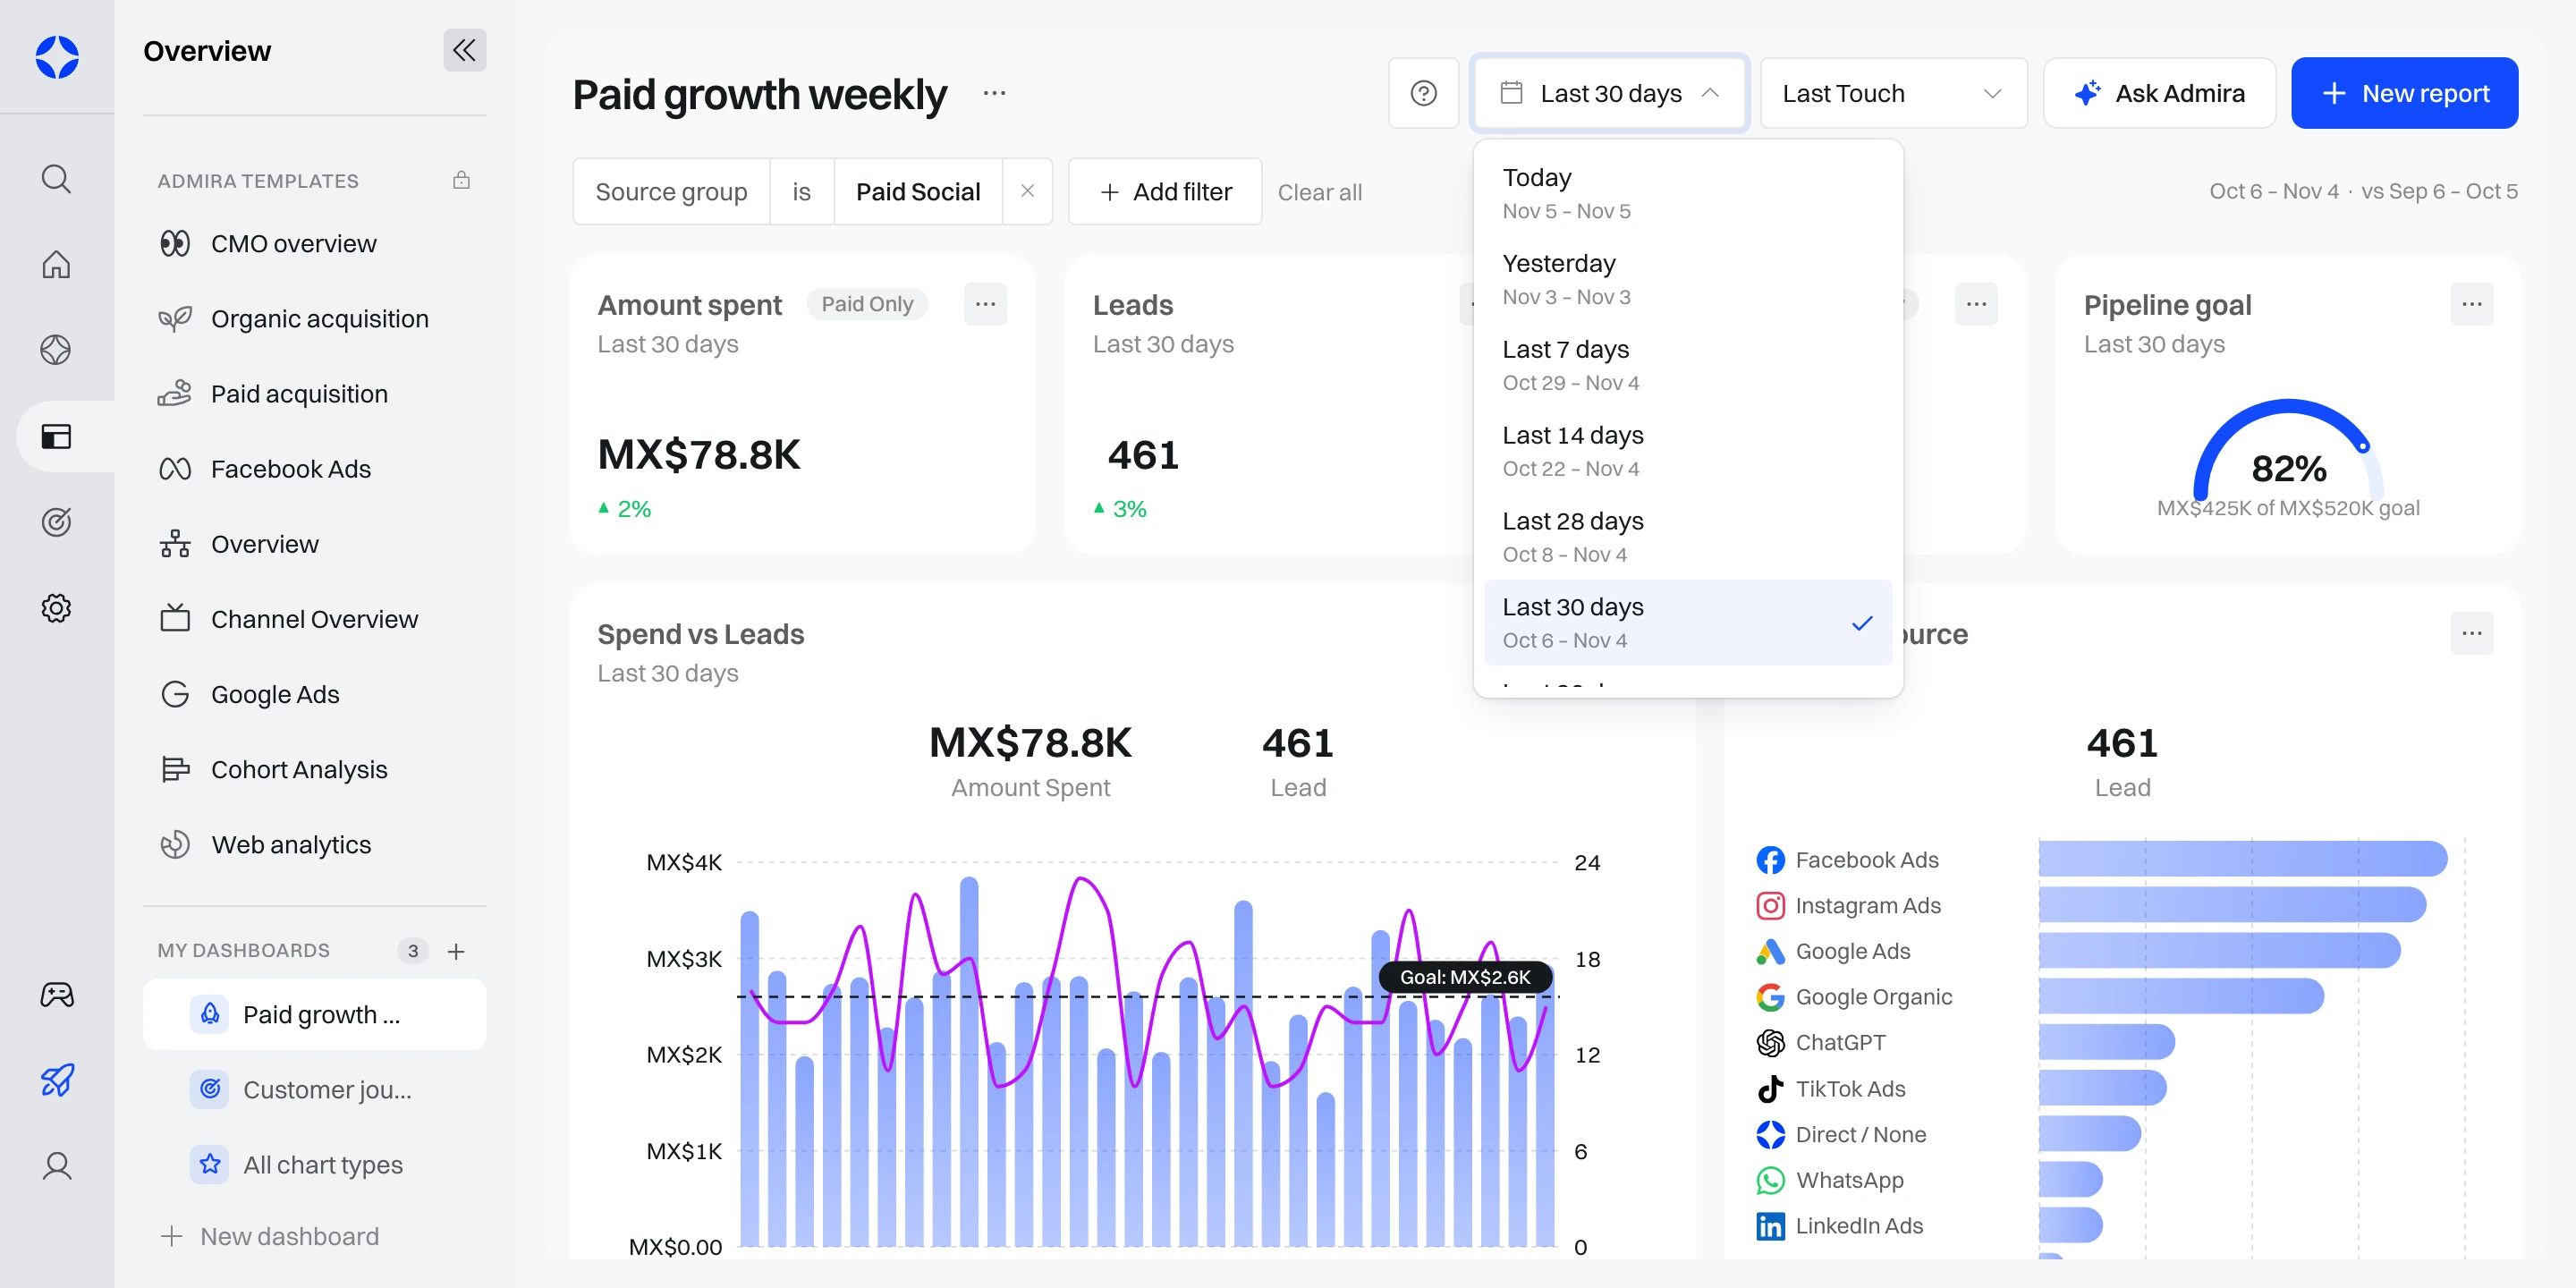 Overview
ADMIRA TEMPLATES
CMO overview
Organic acquisition
Paid acquisition
Facebook Ads
Overview
Channel Overview
Google Ads
Cohort Analysis
Web analytics
MY DASHBOARDS 3
Paid growth ...
Customer jou...
All chart types
New dashboard
Paid growth weekly
Last 30 days
Last Touch
Ask Admira
New report
Source group is Paid Social
Add filter
Clear all
Oct 6 – Nov 4 · vs Sep 6 – Oct 5
Today
Nov 5 – Nov 5
Yesterday
Nov 3 – Nov 3
Last 7 days
Oct 29 – Nov 4
Last 14 days
Oct 22 – Nov 4
Last 28 days
Oct 8 – Nov 4
Last 30 days
Oct 6 – Nov 4
Amount spent Paid Only
Last 30 days
MX$78.8K
2%
Leads
Last 30 days
461
3%
Pipeline goal
Last 30 days
82%
MX$425K of MX$520K goal
Spend vs Leads
Last 30 days
MX$78.8K
Amount Spent
461
Lead
MX$4K
MX$3K
MX$2K
MX$1K
MX$0.00
Goal: MX$2.6K
24
18
12
6
0
461
Lead
Facebook Ads
Instagram Ads
Google Ads
Google Organic
ChatGPT
TikTok Ads
Direct / None
WhatsApp
LinkedIn Ads